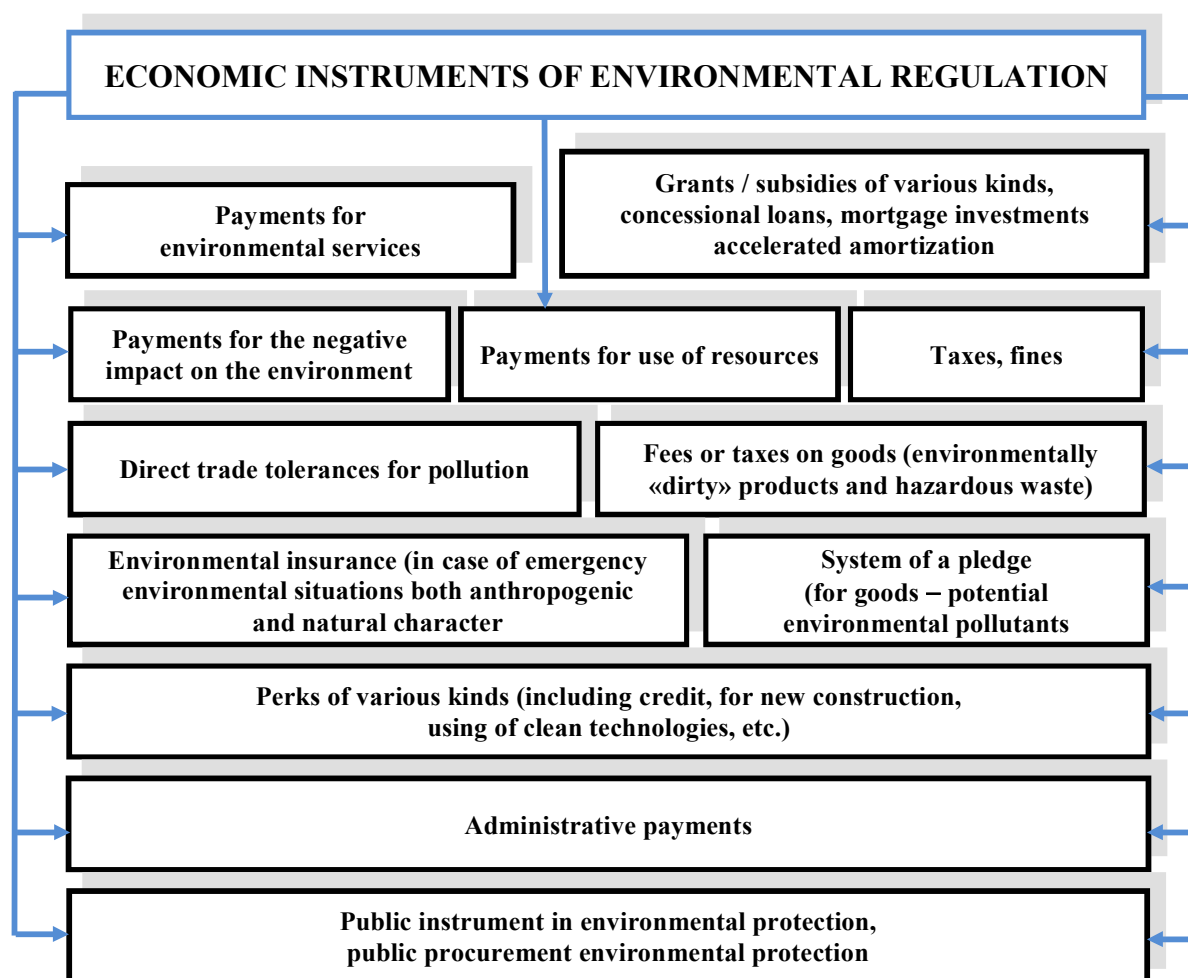 ECONOMIC INSTRUMENTS OF ENVIRONMENTAL REGULATION
Payments for
environmental services
Grants / subsidies of various kinds,
concessional loans, mortgage investments
accelerated amortization
Payments for the negative
impact on the environment
Payments for use of resources
Taxes, fines
Direct trade tolerances for pollution
Fees or taxes on goods (environmentally
«dirty» products and hazardous waste)
Environmental insurance (in case of emergency
environmental situations both anthropogenic
and natural character
System of a pledge
(for goods – potential
environmental pollutants
Perks of various kinds (including credit, for new construction,
using of clean technologies, etc.)
Administrative payments
Public instrument in environmental protection,
public procurement environmental protection